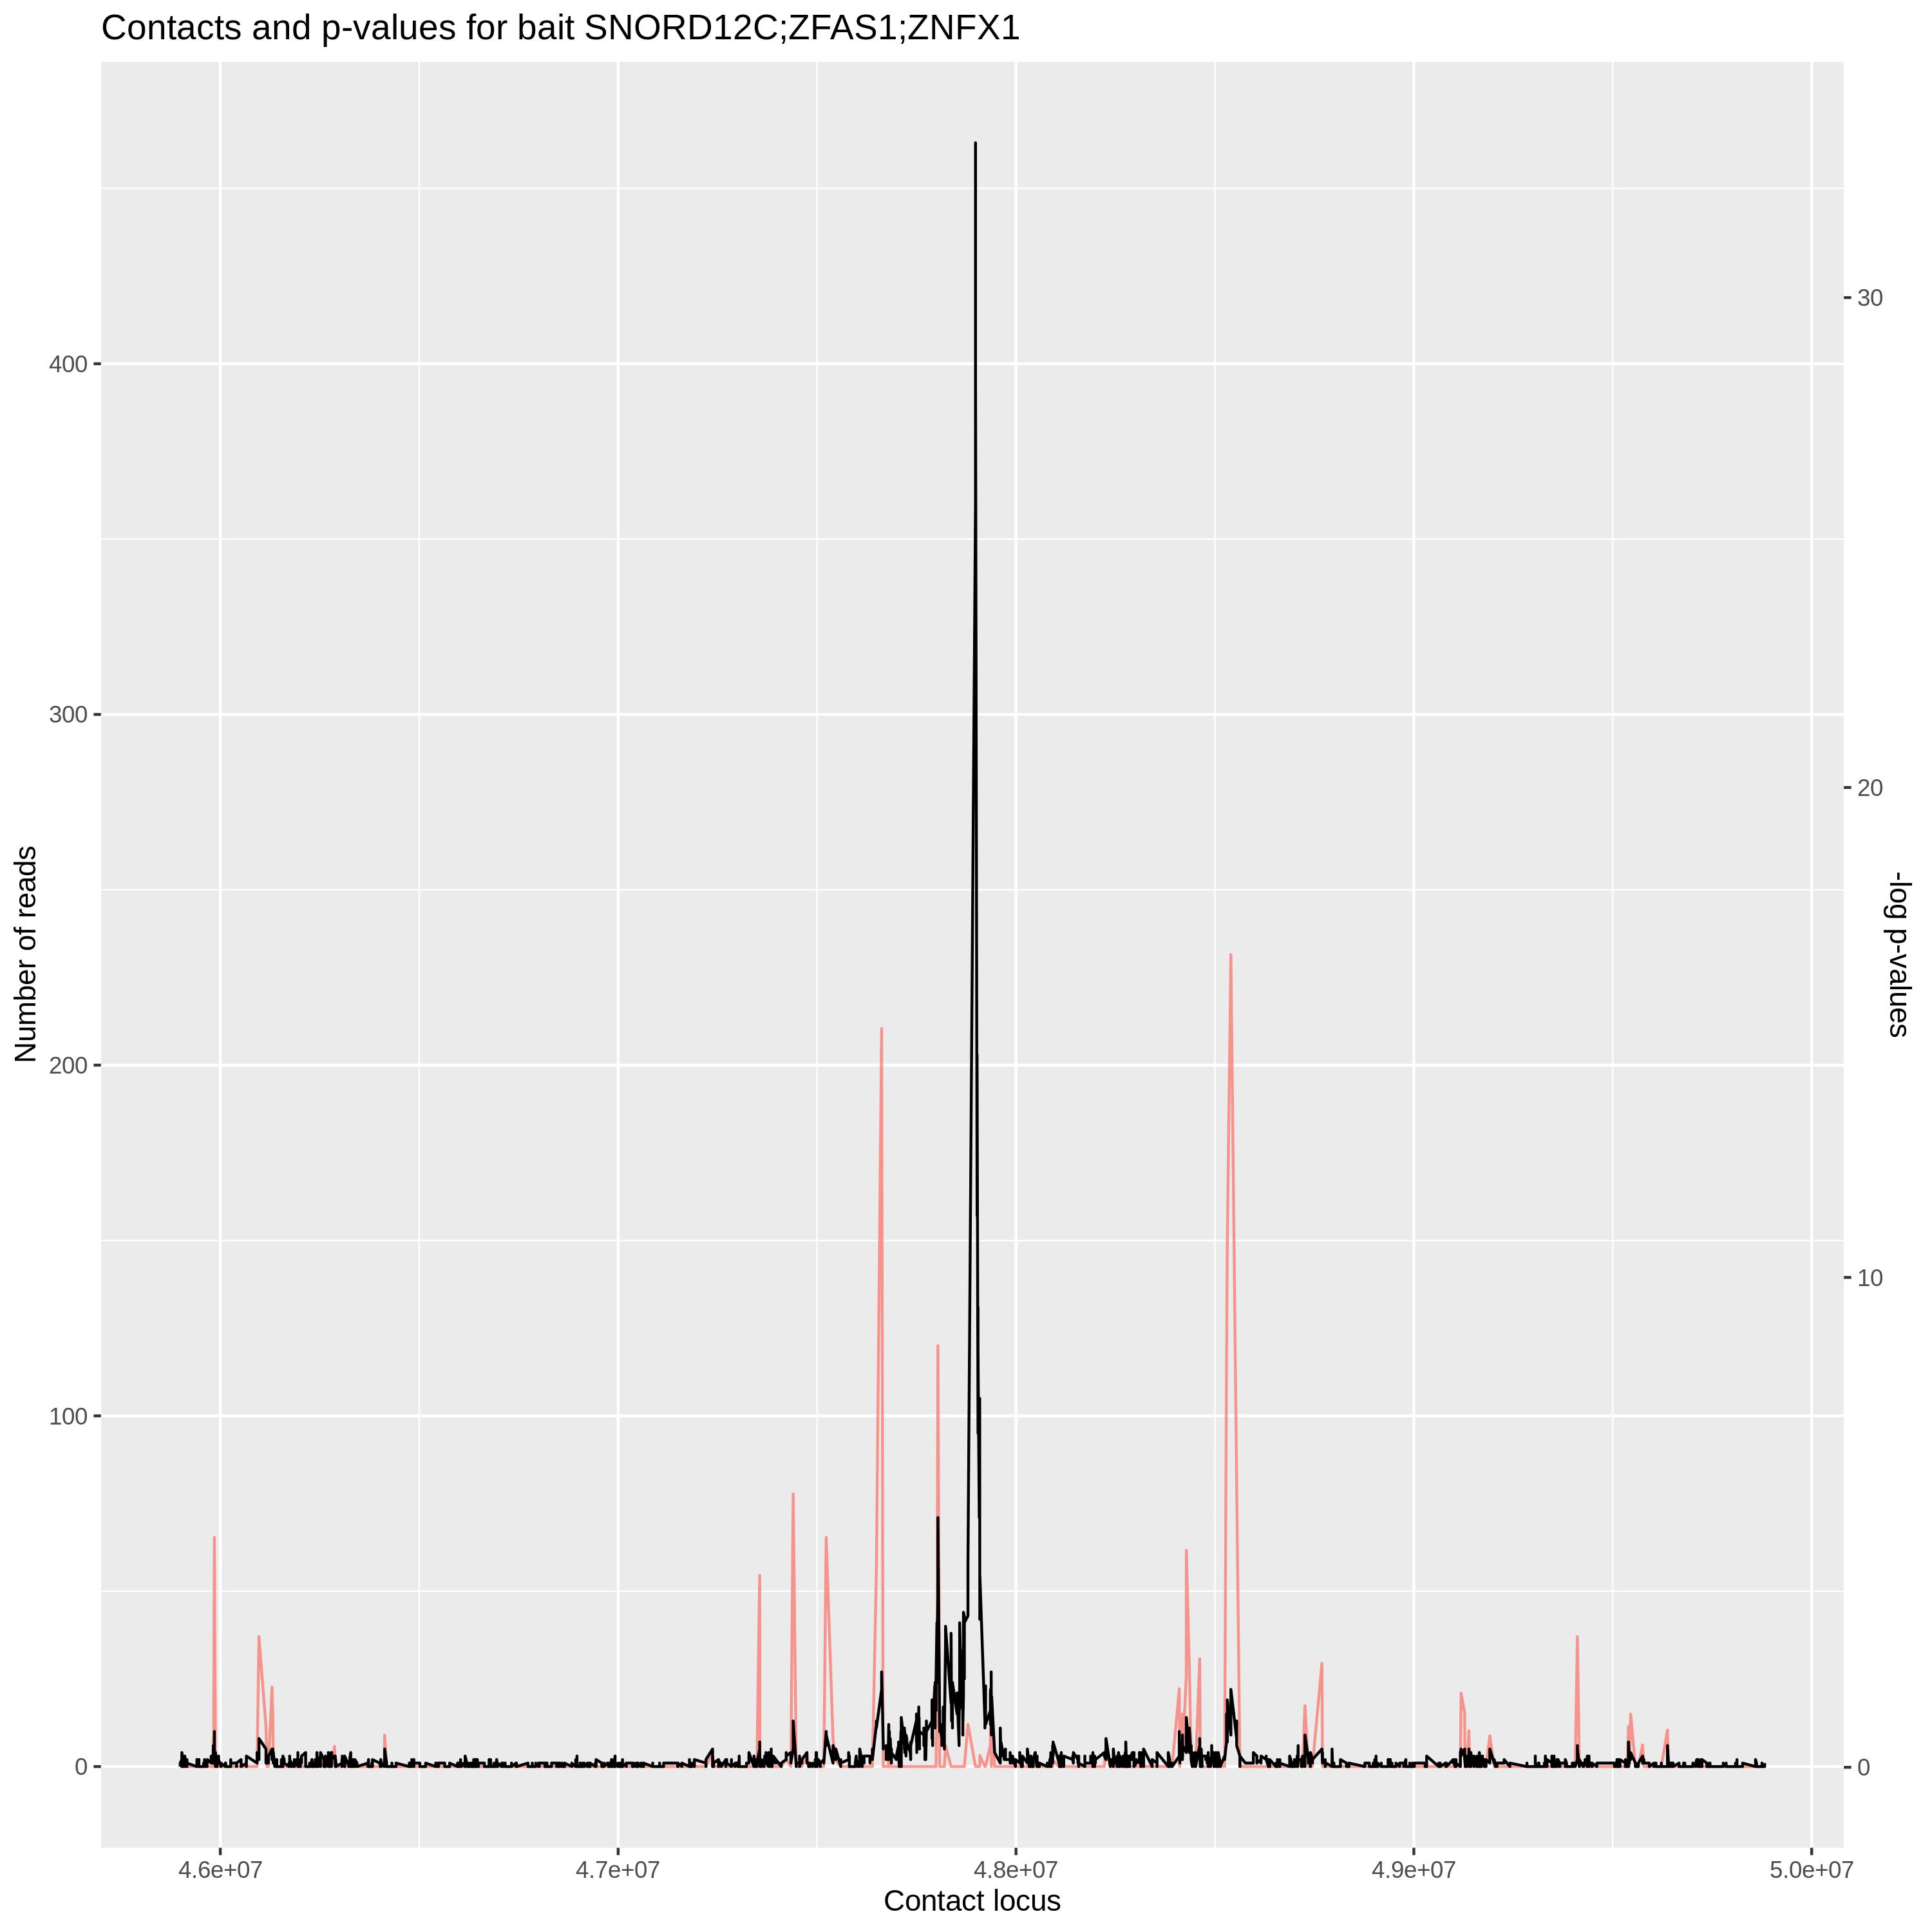 Contacts and p-values for bait SNORD12C;ZFAS1;ZNFX1
400
300
200
100
0
Number of reads
30
20
10
0
-log p-values
4.6e+07
4.7e+07
4.8e+07
4.9e+07
5.0e+07
Contact locus